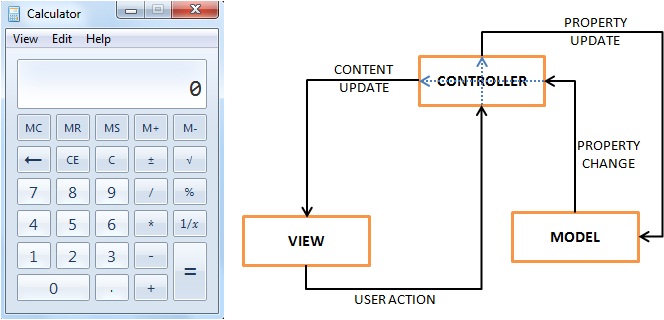 Calculator
View Edit Help
0
MC MR MS M+ M-
← CE C ± √
7 8 9 / %
4 5 6 * 1/x
1 2 3 - =
0 . +
PROPERTY
UPDATE
CONTENT
UPDATE
CONTROLLER
PROPERTY
CHANGE
VIEW
MODEL
USER ACTION